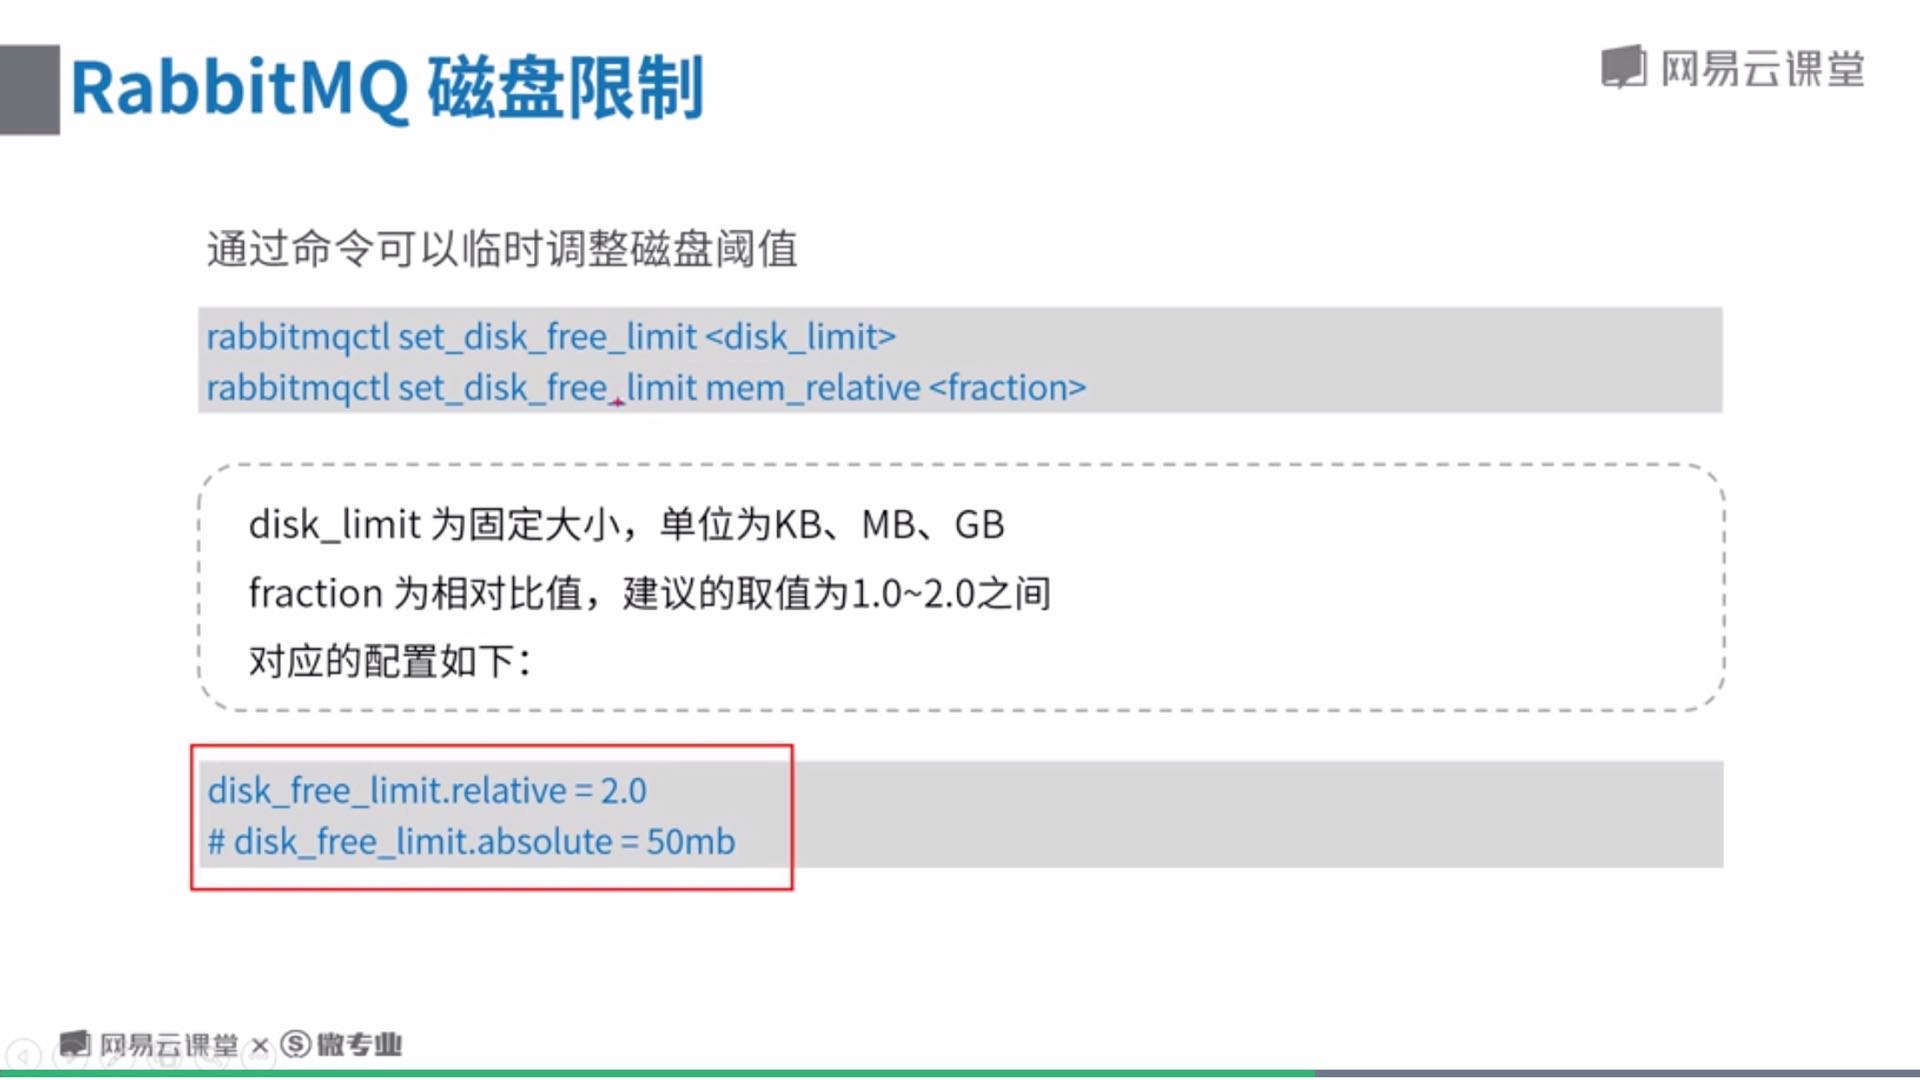 RabbitMQ 磁盘限制
网易云课堂
通过命令可以临时调整磁盘阈值
rabbitmqctl set_disk_free_limit <disk_limit>
rabbitmqctl set_disk_free_limit mem_relative <fraction>
disk_limit 为固定大小，单位为KB、MB、GB
fraction 为相对比值，建议的取值为1.0~2.0之间
对应的配置如下：
disk_free_limit.relative = 2.0
# disk_free_limit.absolute = 50mb
网易云课堂 × 微专业